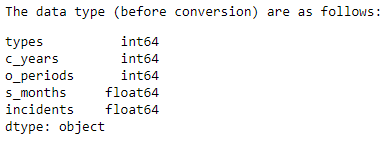 The data type (before conversion) are as follows:
types int64
c_years int64
o_periods int64
s_months float64
incidents float64
dtype: object